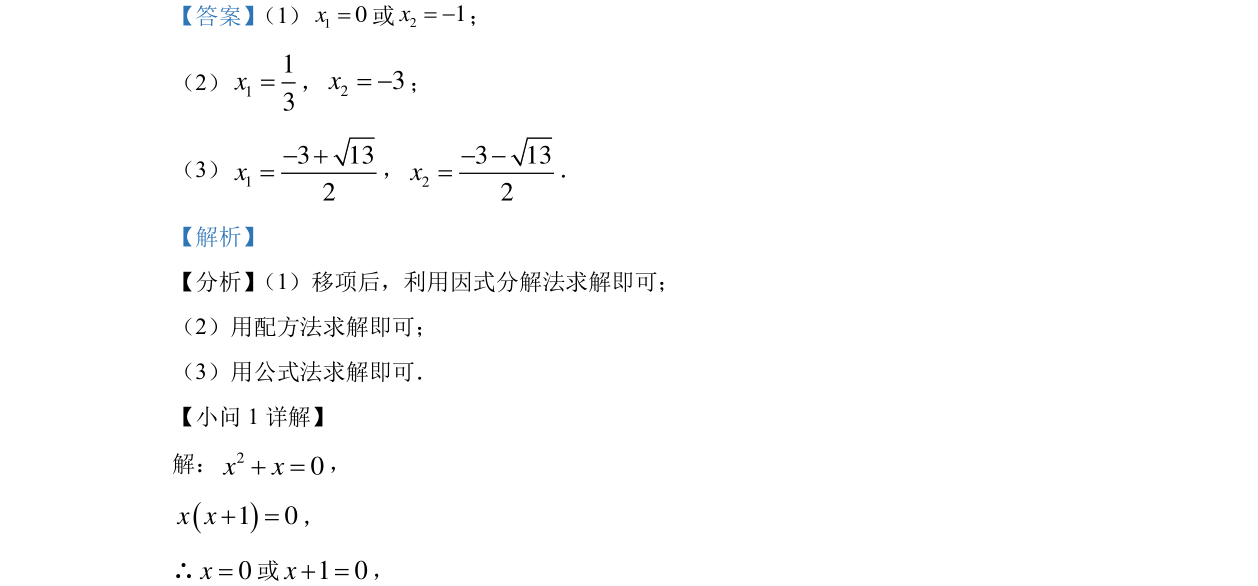 【答案】（1） x₁ = 0 或 x₂ = −1；
（2） x₁ = 1/3， x₂ = −3；
（3） x₁ = (−3+√13)/2， x₂ = (−3−√13)/2．
【解析】
【分析】（1）移项后，利用因式分解法求解即可；
（2）用配方法求解即可；
（3）用公式法求解即可．
【小问 1 详解】
解： x² + x = 0，
x(x+1) = 0，
∴ x = 0 或 x+1 = 0，